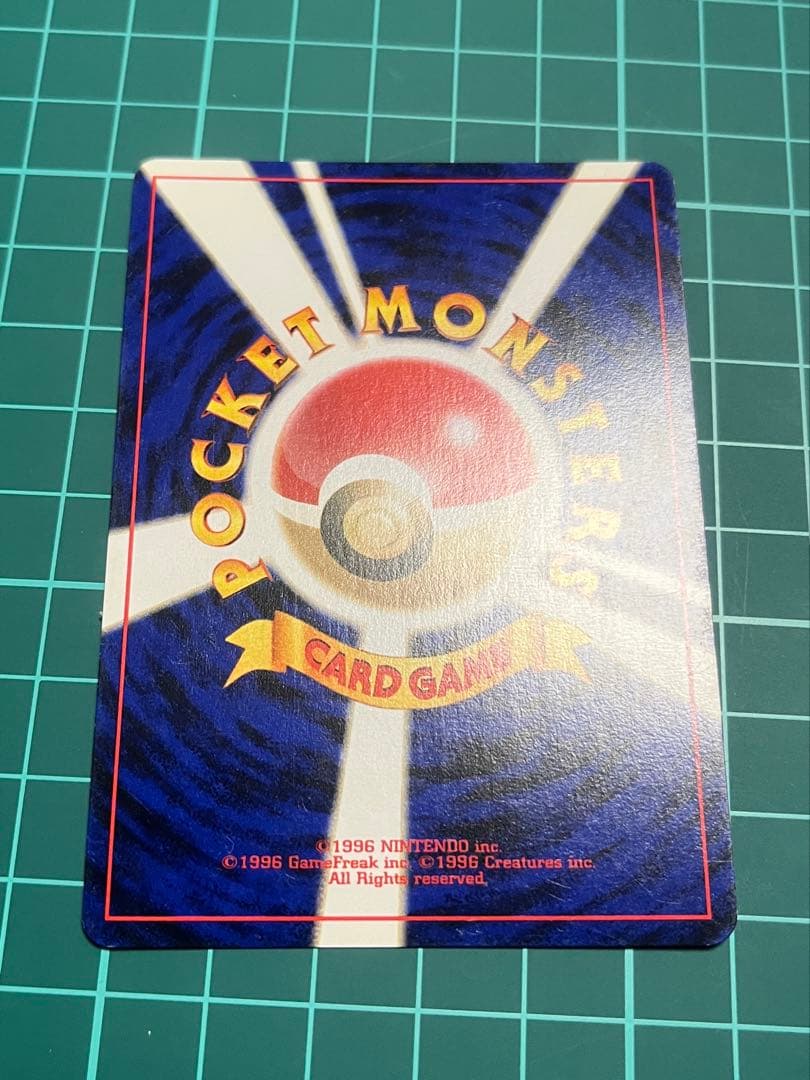 POCKET MONSTERS
CARD GAME
©1996 NINTENDO inc.
©1996 GameFreak inc. ©1996 Creatures inc.
All Rights reserved.